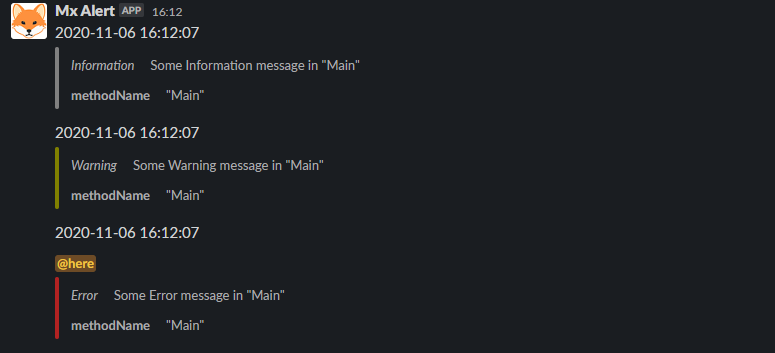 Mx Alert APP 16:12
2020-11-06 16:12:07
Information Some Information message in "Main"
methodName "Main"
2020-11-06 16:12:07
Warning Some Warning message in "Main"
methodName "Main"
2020-11-06 16:12:07
@here
Error Some Error message in "Main"
methodName "Main"